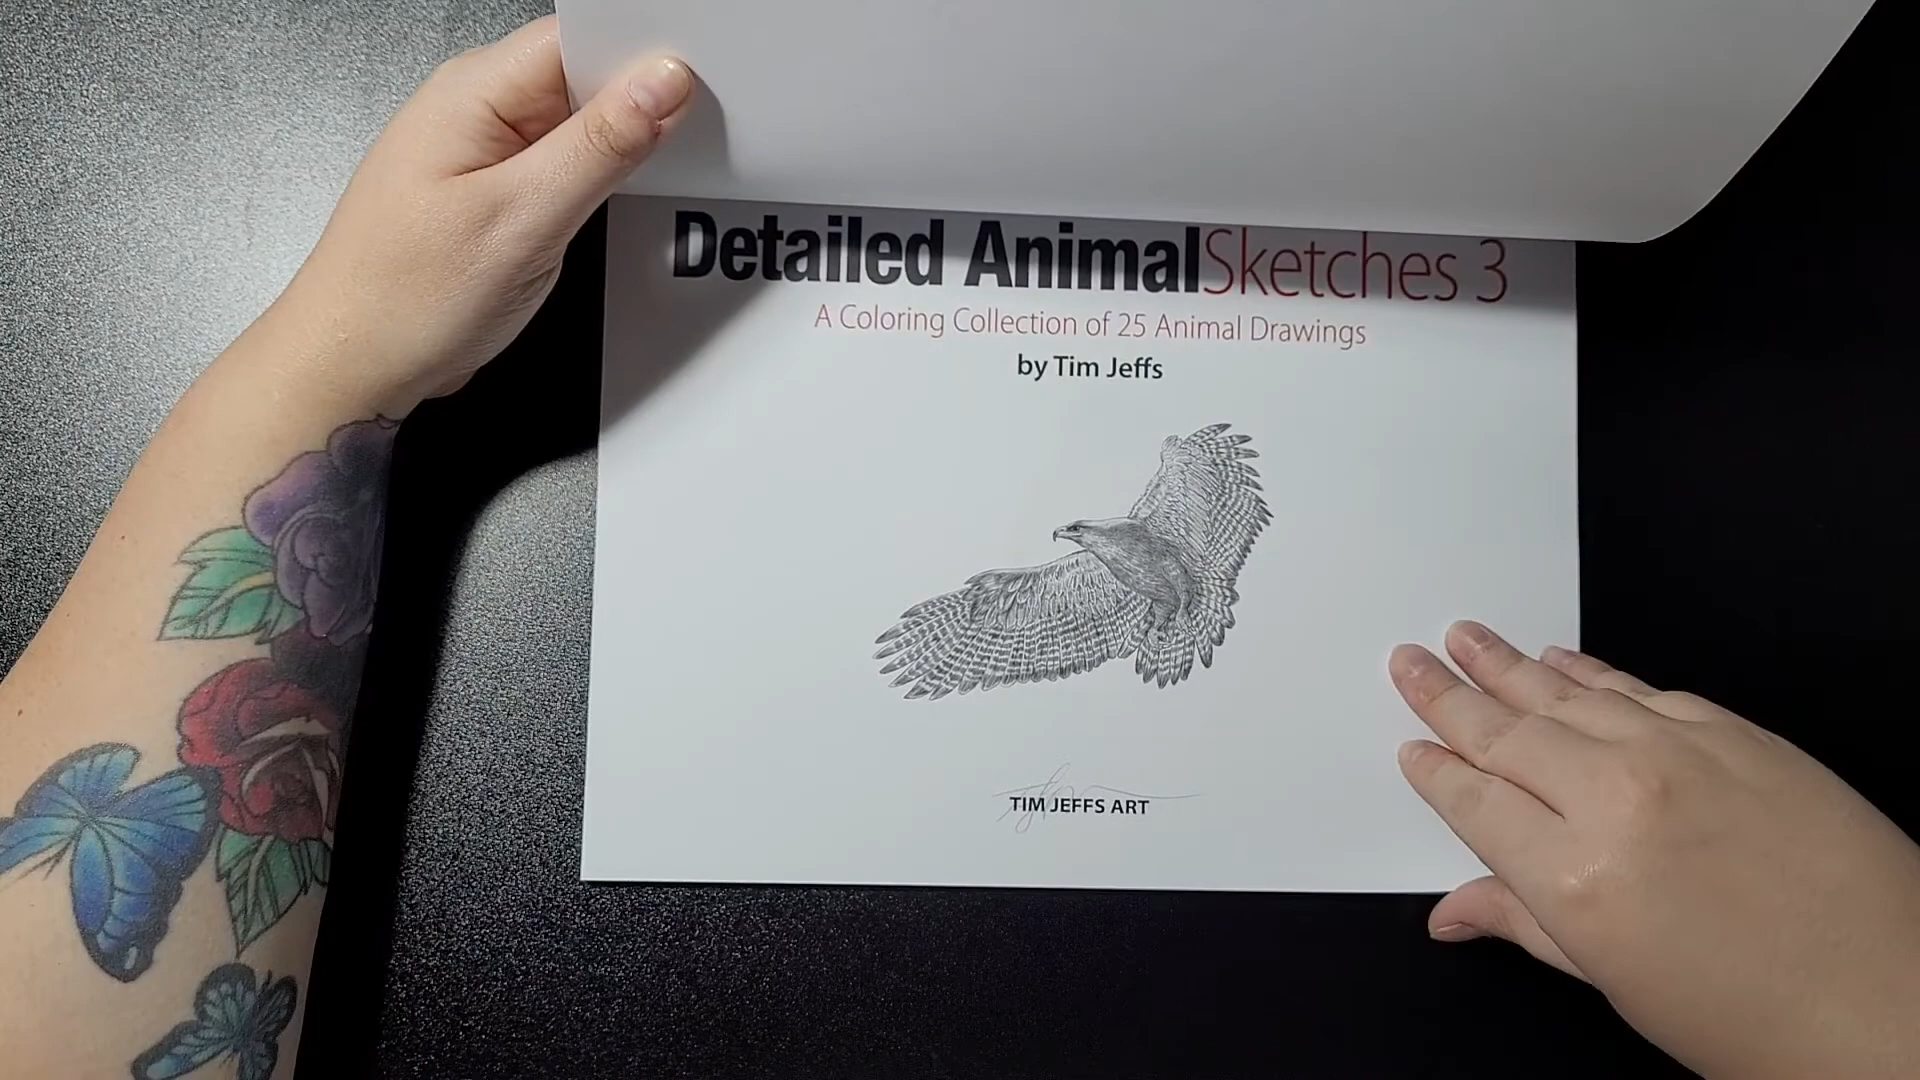 Detailed AnimalSketches 3
A Coloring Collection of 25 Animal Drawings
by Tim Jeffs
TIM JEFFS ART